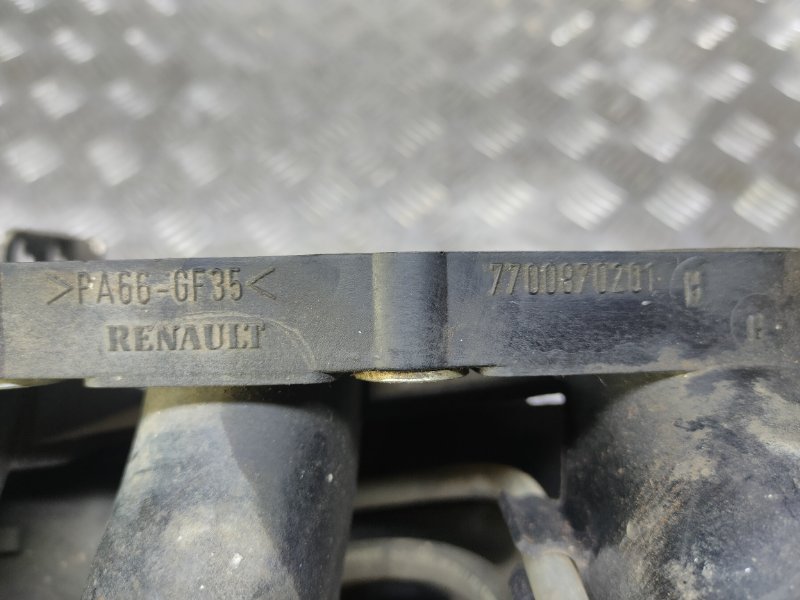 >PA66-GF35<
RENAULT
7700870201 H